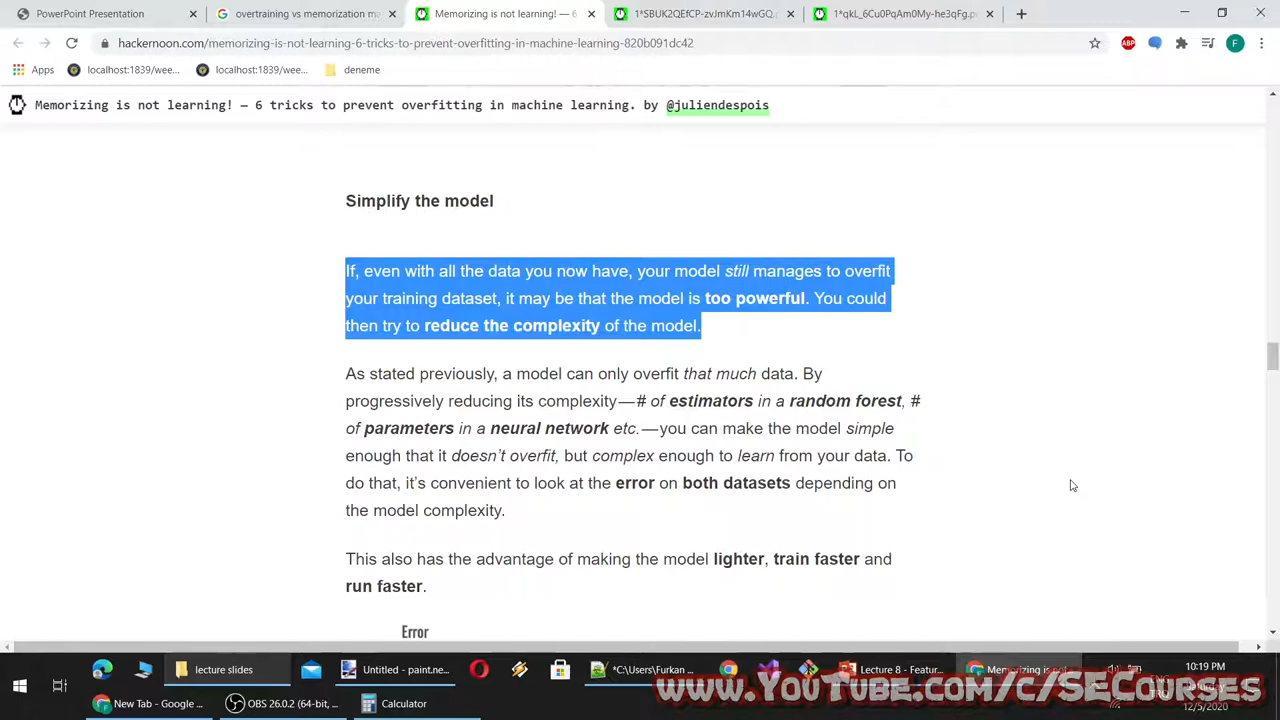 PowerPoint Presentation
overtraining vs memorization ma
Memorizing is not learning! — 6
1*SBUK2QEfCP-zvJmKm14wGQ.p
1*qkL_6Cu0PqAm0My-he3qFg.pn
hackernoon.com/memorizing-is-not-learning-6-tricks-to-prevent-overfitting-in-machine-learning-820b091dc42
ABP
F
Apps
localhost:1839/wee...
localhost:1839/wee...
deneme
Memorizing is not learning! — 6 tricks to prevent overfitting in machine learning. by @juliendespois
Simplify the model
If, even with all the data you now have, your model still manages to overfit
your training dataset, it may be that the model is too powerful. You could
then try to reduce the complexity of the model.
As stated previously, a model can only overfit that much data. By
progressively reducing its complexity — # of estimators in a random forest, #
of parameters in a neural network etc. — you can make the model simple
enough that it doesn't overfit, but complex enough to learn from your data. To
do that, it's convenient to look at the error on both datasets depending on
the model complexity.
This also has the advantage of making the model lighter, train faster and
run faster.
Error
lecture slides
Untitled - paint.ne...
*C:\Users\Furkan
Lecture 8 - Featur...
Memorizing is not
ENG
10:19 PM
TRQ
Saturday
12/5/2020
New Tab - Google ...
OBS 26.0.2 (64-bit, ...
Calculator
www.YouTube.com/c/SECourses